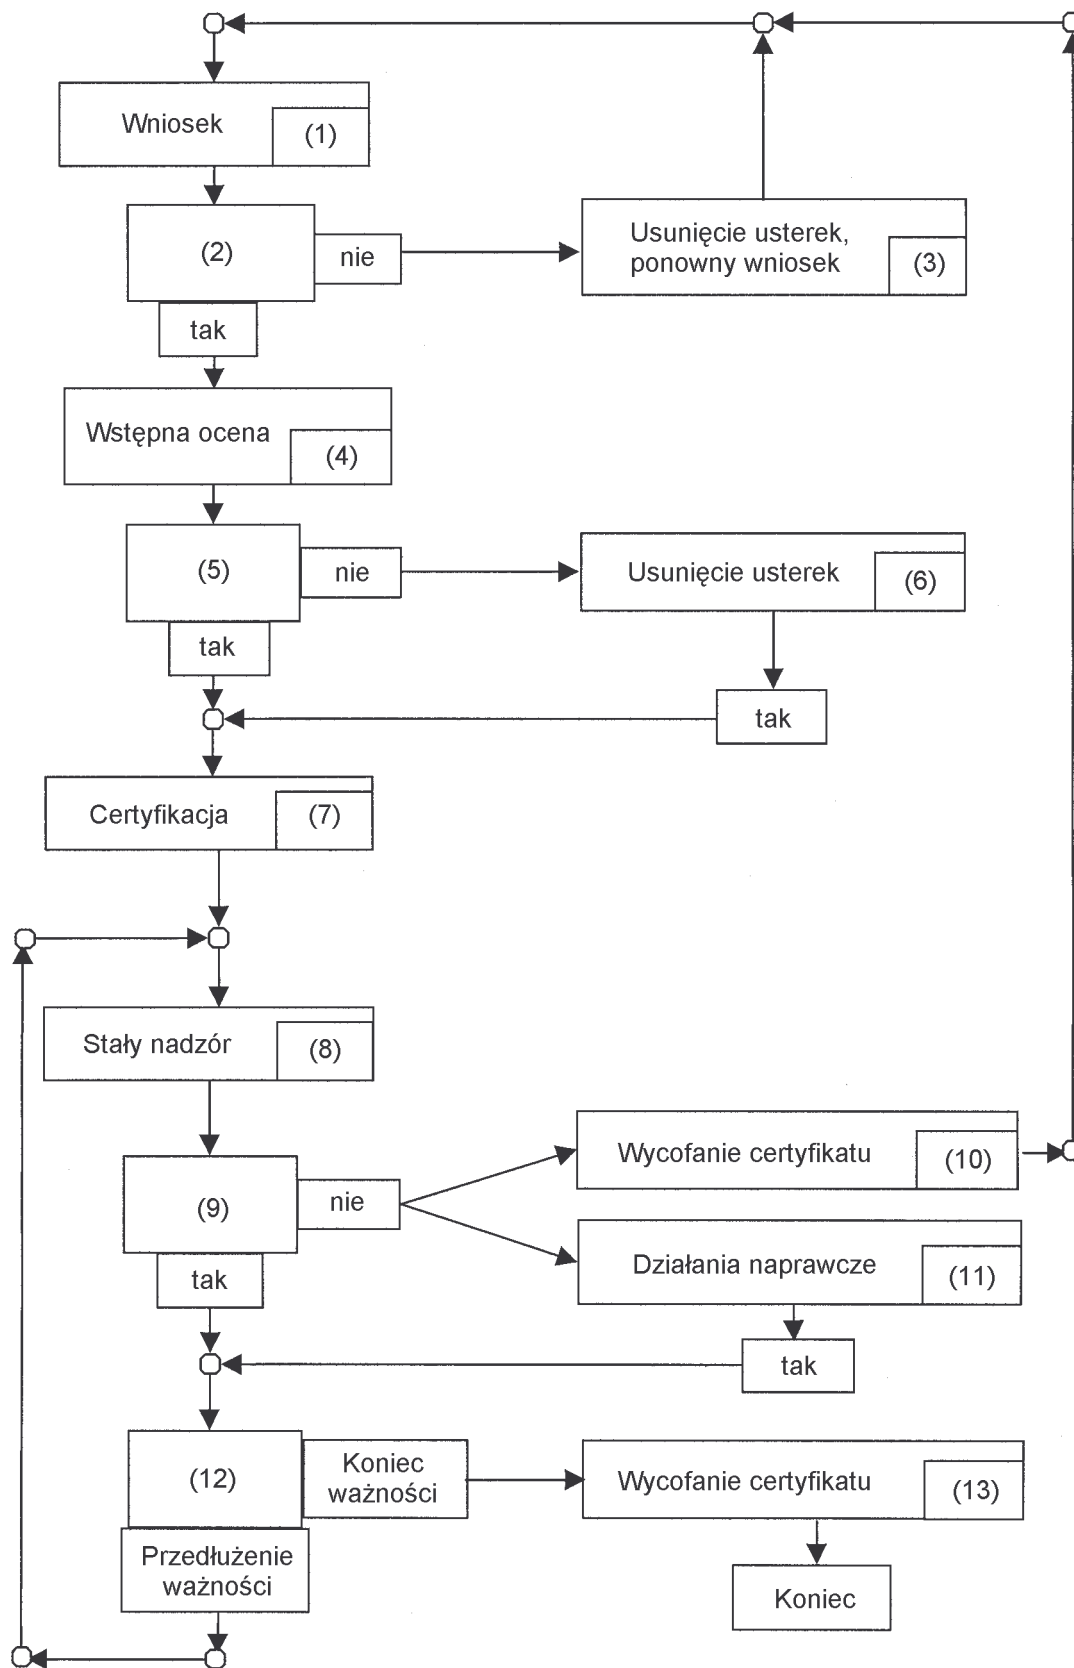 Wniosek
(1)
(2)
nie
Usunięcie usterek,
ponowny wniosek
(3)
tak
Wstępna ocena
(4)
(5)
nie
Usunięcie usterek
(6)
tak
tak
Certyfikacja
(7)
Stały nadzór
(8)
Wycofanie certyfikatu
(10)
(9)
nie
Działania naprawcze
(11)
tak
tak
(12)
Koniec
ważności
Wycofanie certyfikatu
(13)
Przedłużenie
ważności
Koniec